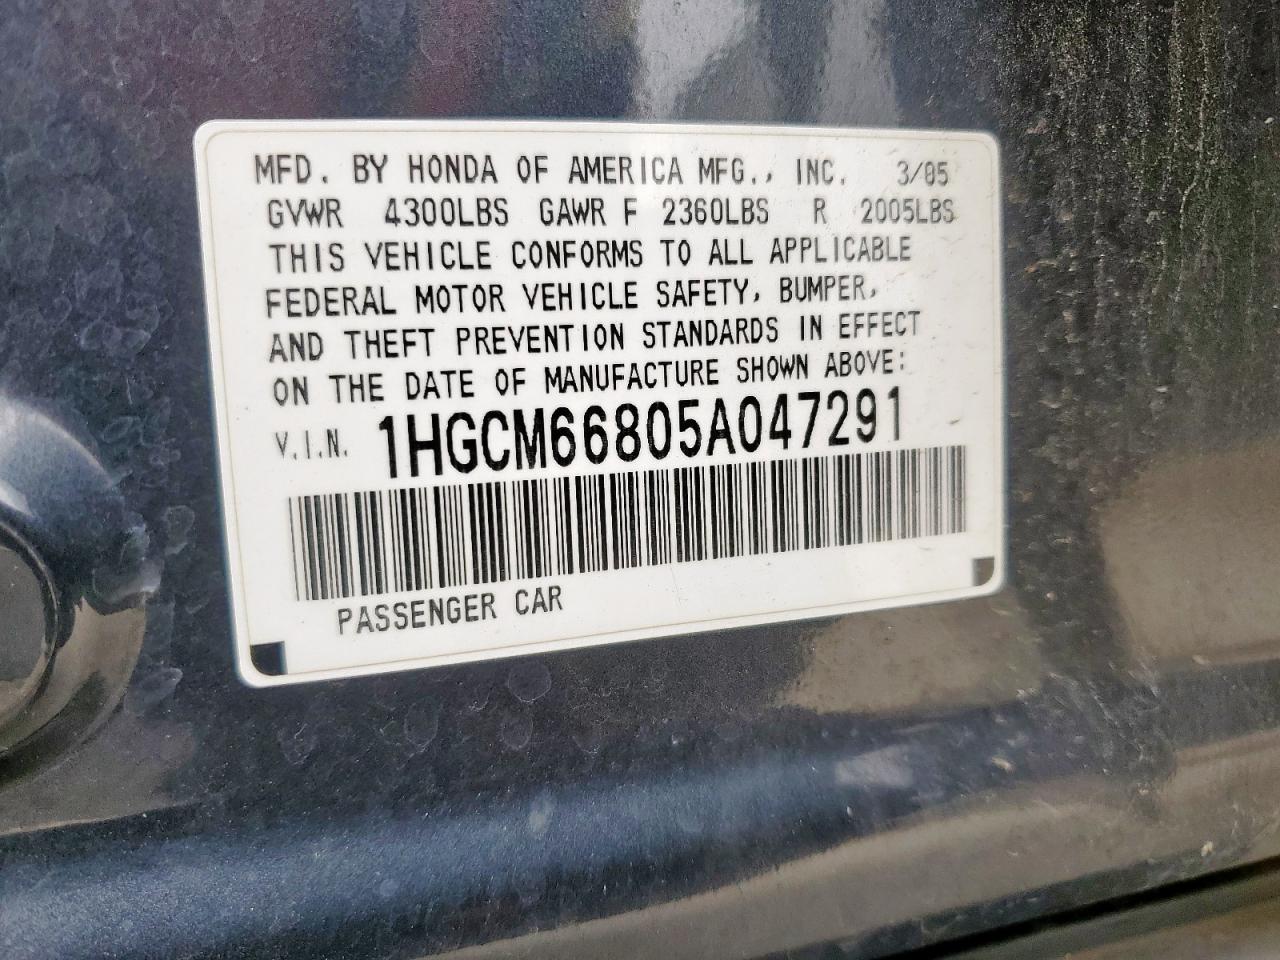 MFD. BY HONDA OF AMERICA MFG., INC. 3/05
GVWR 4300LBS GAWR F 2360LBS R 2005LBS
THIS VEHICLE CONFORMS TO ALL APPLICABLE
FEDERAL MOTOR VEHICLE SAFETY, BUMPER,
AND THEFT PREVENTION STANDARDS IN EFFECT
ON THE DATE OF MANUFACTURE SHOWN ABOVE:
V.I.N. 1HGCM66805A047291
PASSENGER CAR